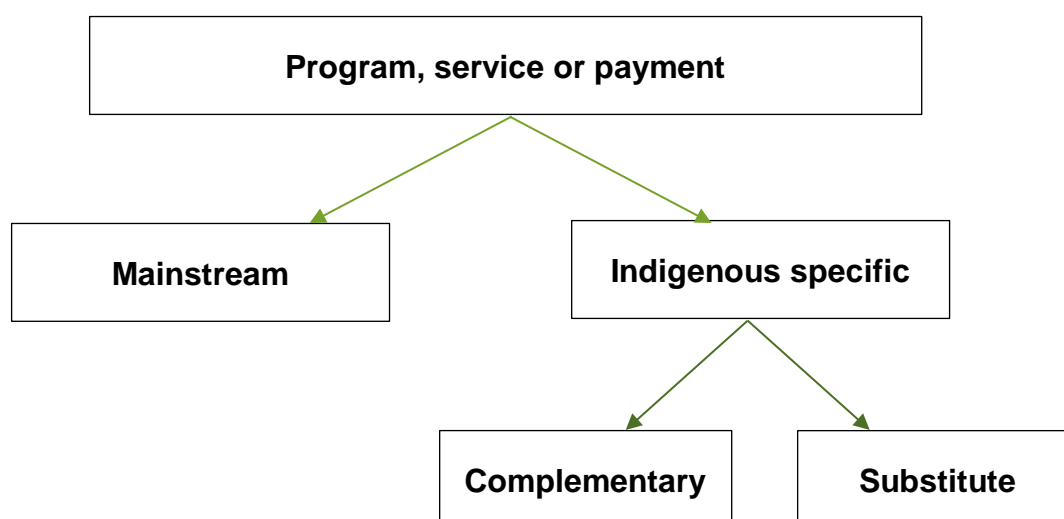 Program, service or payment
Mainstream
Indigenous specific
Complementary
Substitute